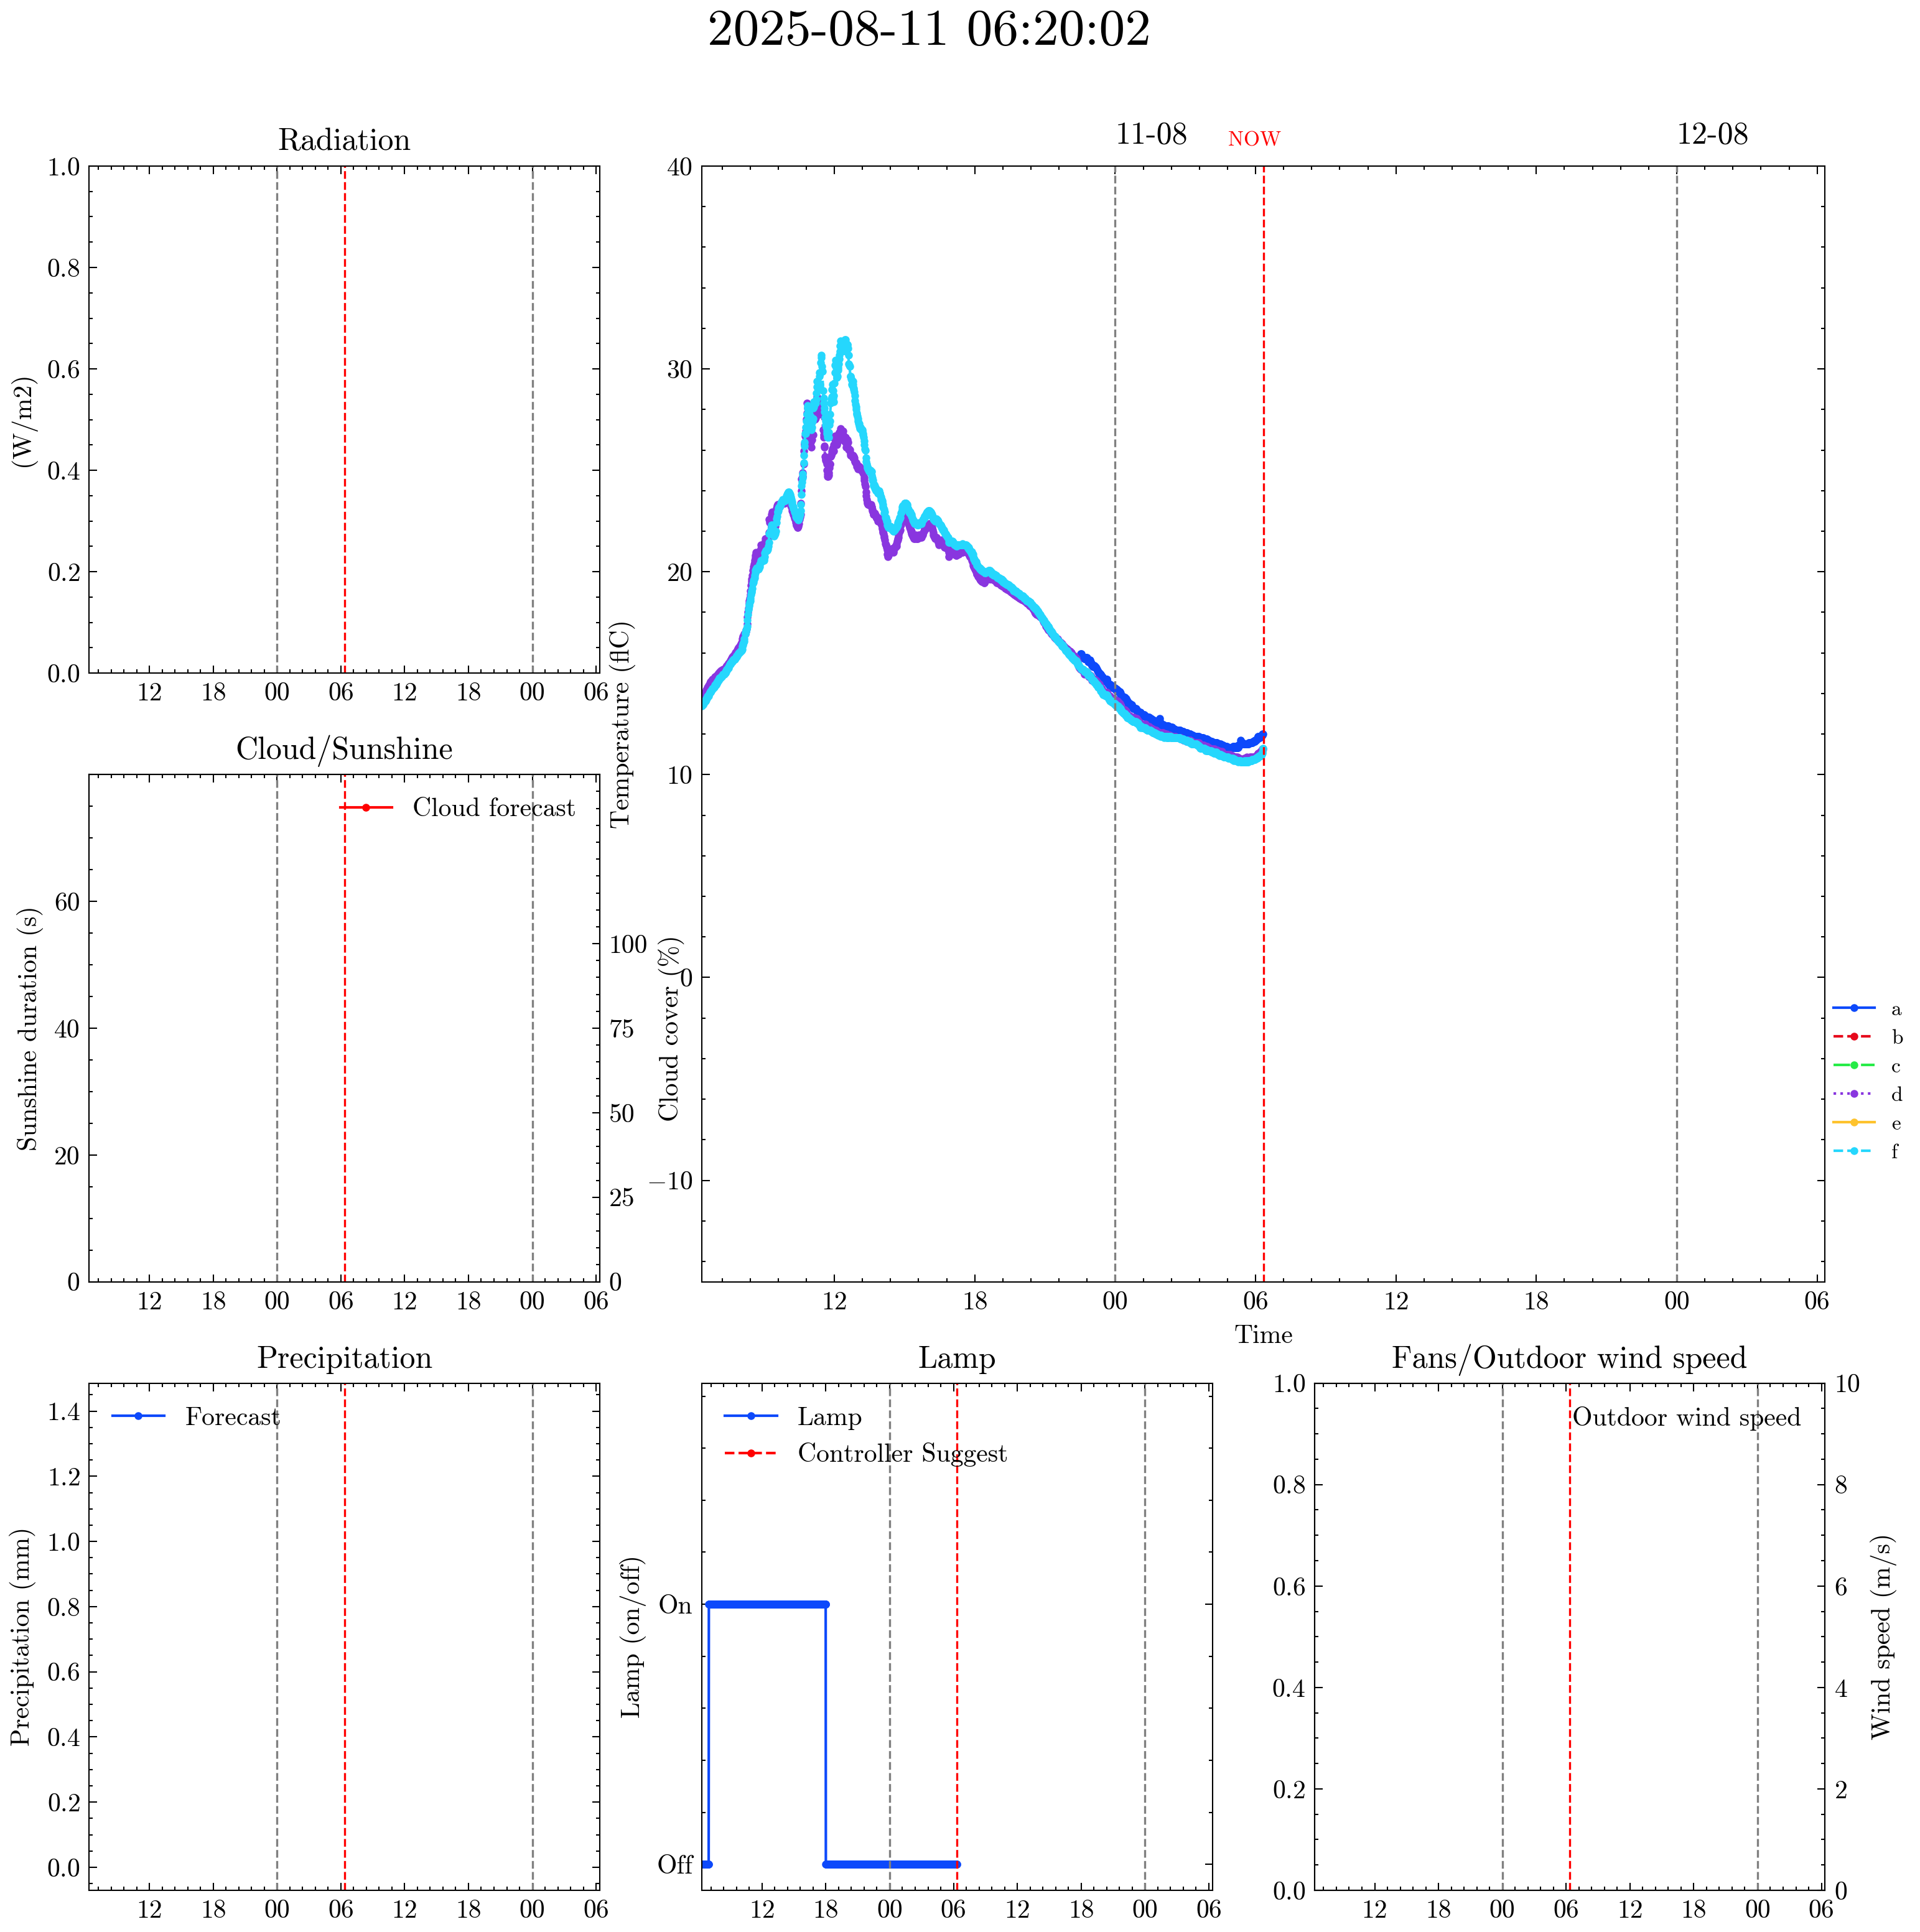 2025-08-11 06:20:02
Radiation
1.0
0.8
0.6
0.4
0.2
0.0
(W/m2)
12 18 00 06 12 18 00 06
11-08 NOW 12-08
40
30
20
10
0
−10
Temperature (flC)
12 18 00 06 12 18 00 06
Time
a
b
c
d
e
f
Cloud/Sunshine
Cloud forecast
60
40
20
0
Sunshine duration (s)
100
75
50
25
0
Cloud cover (%)
12 18 00 06 12 18 00 06
Precipitation
Forecast
1.4
1.2
1.0
0.8
0.6
0.4
0.2
0.0
Precipitation (mm)
12 18 00 06 12 18 00 06
Lamp
Lamp
Controller Suggest
On
Off
Lamp (on/off)
12 18 00 06 12 18 00 06
Fans/Outdoor wind speed
Outdoor wind speed
1.0
0.8
0.6
0.4
0.2
0.0
10
8
6
4
2
0
Wind speed (m/s)
12 18 00 06 12 18 00 06